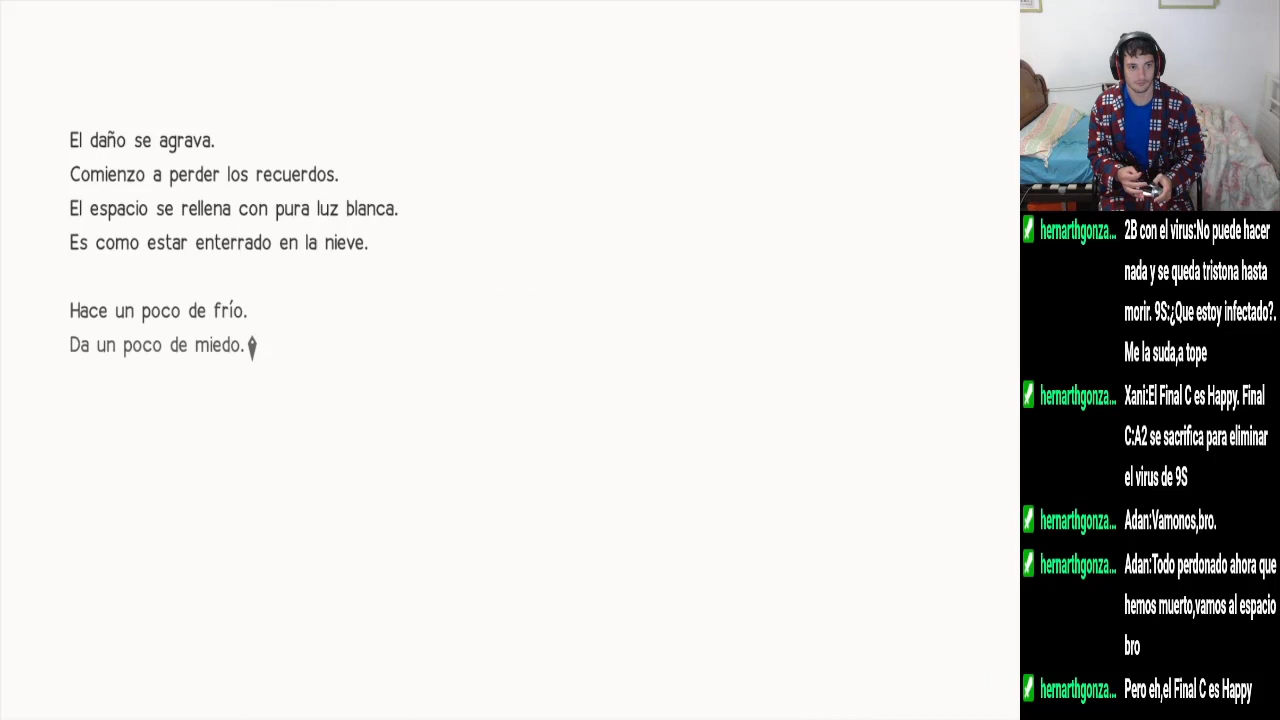 El daño se agrava.
Comienzo a perder los recuerdos.
El espacio se rellena con pura luz blanca.
Es como estar enterrado en la nieve.
Hace un poco de frío.
Da un poco de miedo.
hernarthgonza... 2B con el virus:No puede hacer
nada y se queda tristona hasta
morir. 9S:¿Que estoy infectado?.
Me la suda,a tope
hernarthgonza... Xani:El Final C es Happy. Final
C:A2 se sacrifica para eliminar
el virus de 9S
hernarthgonza... Adan:Vamonos,bro.
hernarthgonza... Adan:Todo perdonado ahora que
hemos muerto,vamos al espacio
bro
hernarthgonza... Pero eh,el Final C es Happy